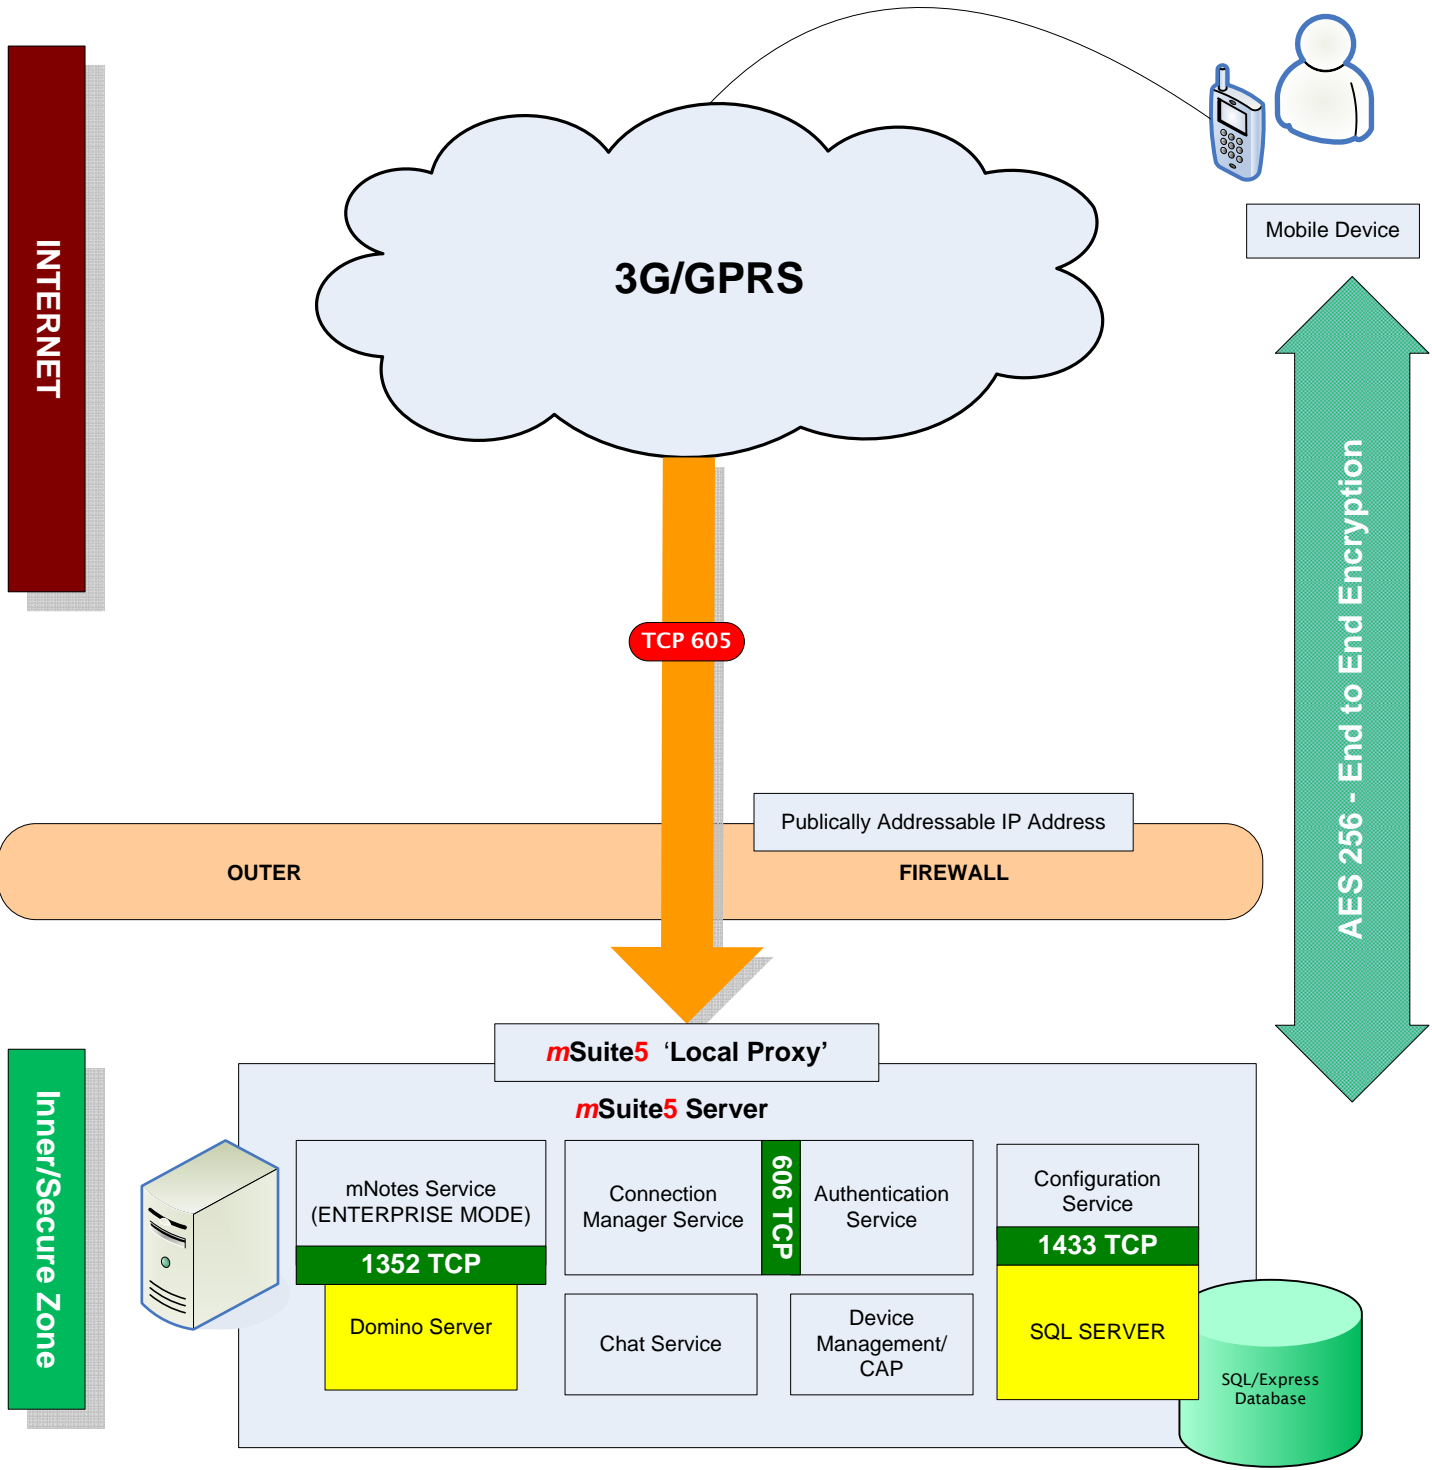 INTERNET
3G/GPRS
Mobile Device
AES 256 - End to End Encryption
TCP 605
Publically Addressable IP Address
OUTER
FIREWALL
mSuite5 ‘Local Proxy’
mSuite5 Server
Inner/Secure Zone
mNotes Service
(ENTERPRISE MODE)
1352 TCP
Domino Server
Connection
Manager Service
606 TCP
Authentication
Service
Configuration
Service
1433 TCP
SQL SERVER
Chat Service
Device
Management/
CAP
SQL/Express
Database